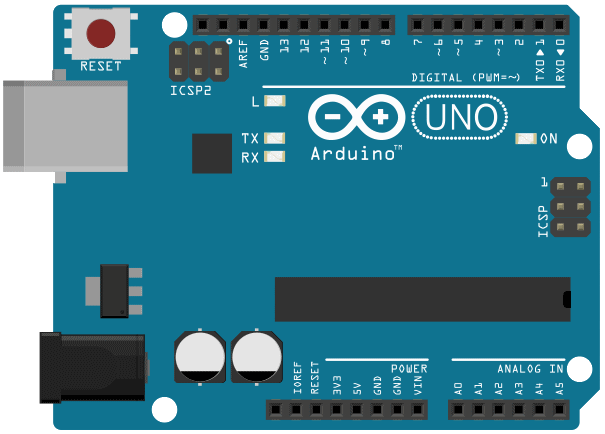 RESET
ICSP2
AREF
GND
13
12
~11
~10
~9
8
7
~6
~5
4
~3
2
TX0▶1
RX0◀0
DIGITAL (PWM=~)
L
TX
RX
Arduino™
UNO
ON
1
ICSP
IOREF
RESET
3V3
5V
GND
GND
VIN
POWER
ANALOG IN
A0
A1
A2
A3
A4
A5